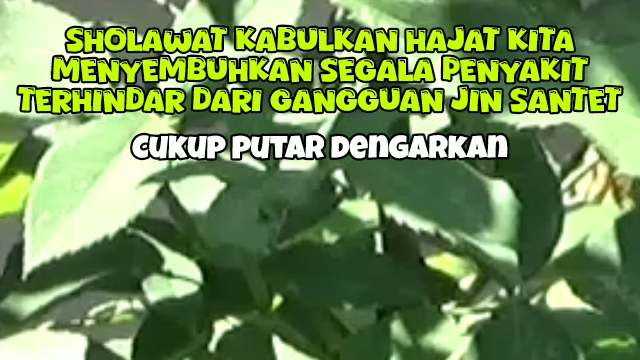 SHOLAWAT KABULKAN HAJAT KITA
MENYEMBUHKAN SEGALA PENYAKIT
TERHINDAR DARI GANGGUAN JIN SANTET
CUKUP PUTAR DENGARKAN